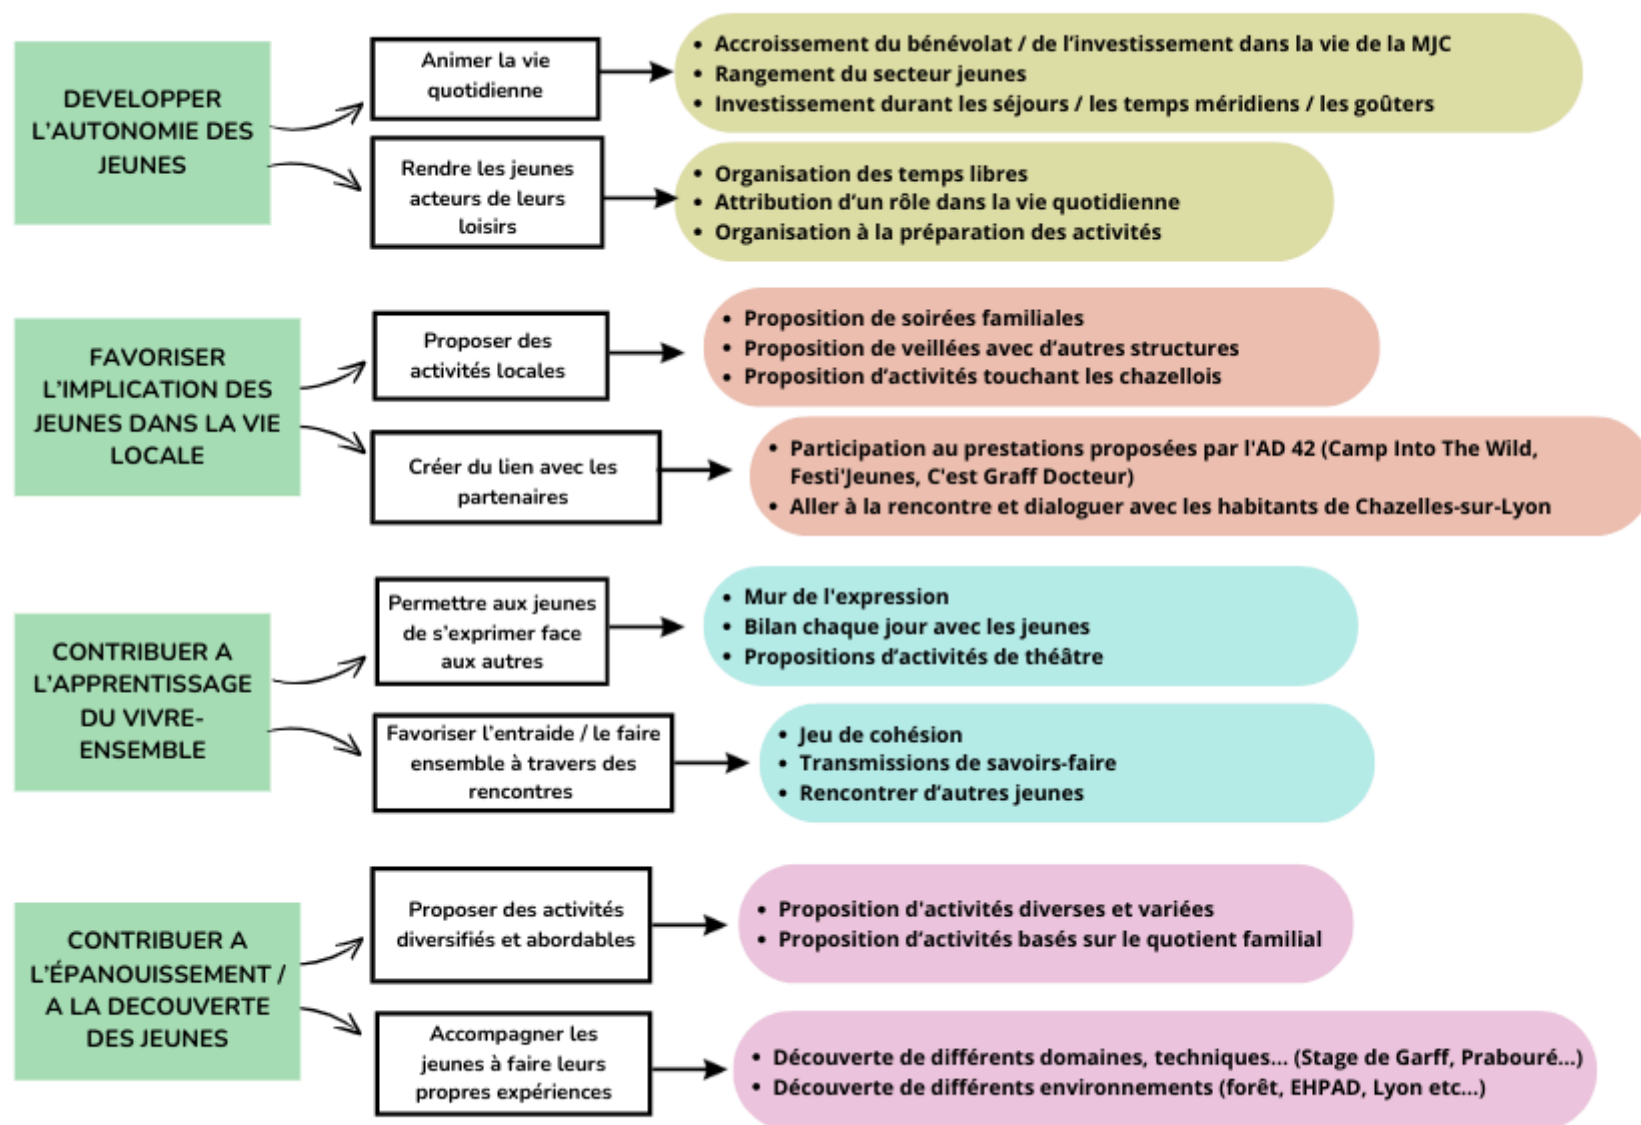 DEVELOPPER
L'AUTONOMIE DES
JEUNES
Animer la vie
quotidienne
• Accroissement du bénévolat / de l'investissement dans la vie de la MJC
• Rangement du secteur jeunes
• Investissement durant les séjours / les temps méridiens / les goûters
Rendre les jeunes
acteurs de leurs
loisirs
• Organisation des temps libres
• Attribution d'un rôle dans la vie quotidienne
• Organisation à la préparation des activités
FAVORISER
L'IMPLICATION DES
JEUNES DANS LA VIE
LOCALE
Proposer des
activités locales
• Proposition de soirées familiales
• Proposition de veillées avec d'autres structures
• Proposition d'activités touchant les chazellois
Créer du lien avec les
partenaires
• Participation au prestations proposées par l'AD 42 (Camp Into The Wild,
Festi'Jeunes, C'est Graff Docteur)
• Aller à la rencontre et dialoguer avec les habitants de Chazelles-sur-Lyon
CONTRIBUER A
L'APPRENTISSAGE
DU VIVRE-
ENSEMBLE
Permettre aux jeunes
de s'exprimer face
aux autres
• Mur de l'expression
• Bilan chaque jour avec les jeunes
• Propositions d'activités de théâtre
Favoriser l'entraide / le faire
ensemble à travers des
rencontres
• Jeu de cohésion
• Transmissions de savoirs-faire
• Rencontrer d'autres jeunes
CONTRIBUER A
L'ÉPANOUISSEMENT /
A LA DECOUVERTE
DES JEUNES
Proposer des activités
diversifiés et abordables
• Proposition d'activités diverses et variées
• Proposition d'activités basés sur le quotient familial
Accompagner les
jeunes à faire leurs
propres expériences
• Découverte de différents domaines, techniques... (Stage de Garff, Prabouré...)
• Découverte de différents environnements (forêt, EHPAD, Lyon etc...)